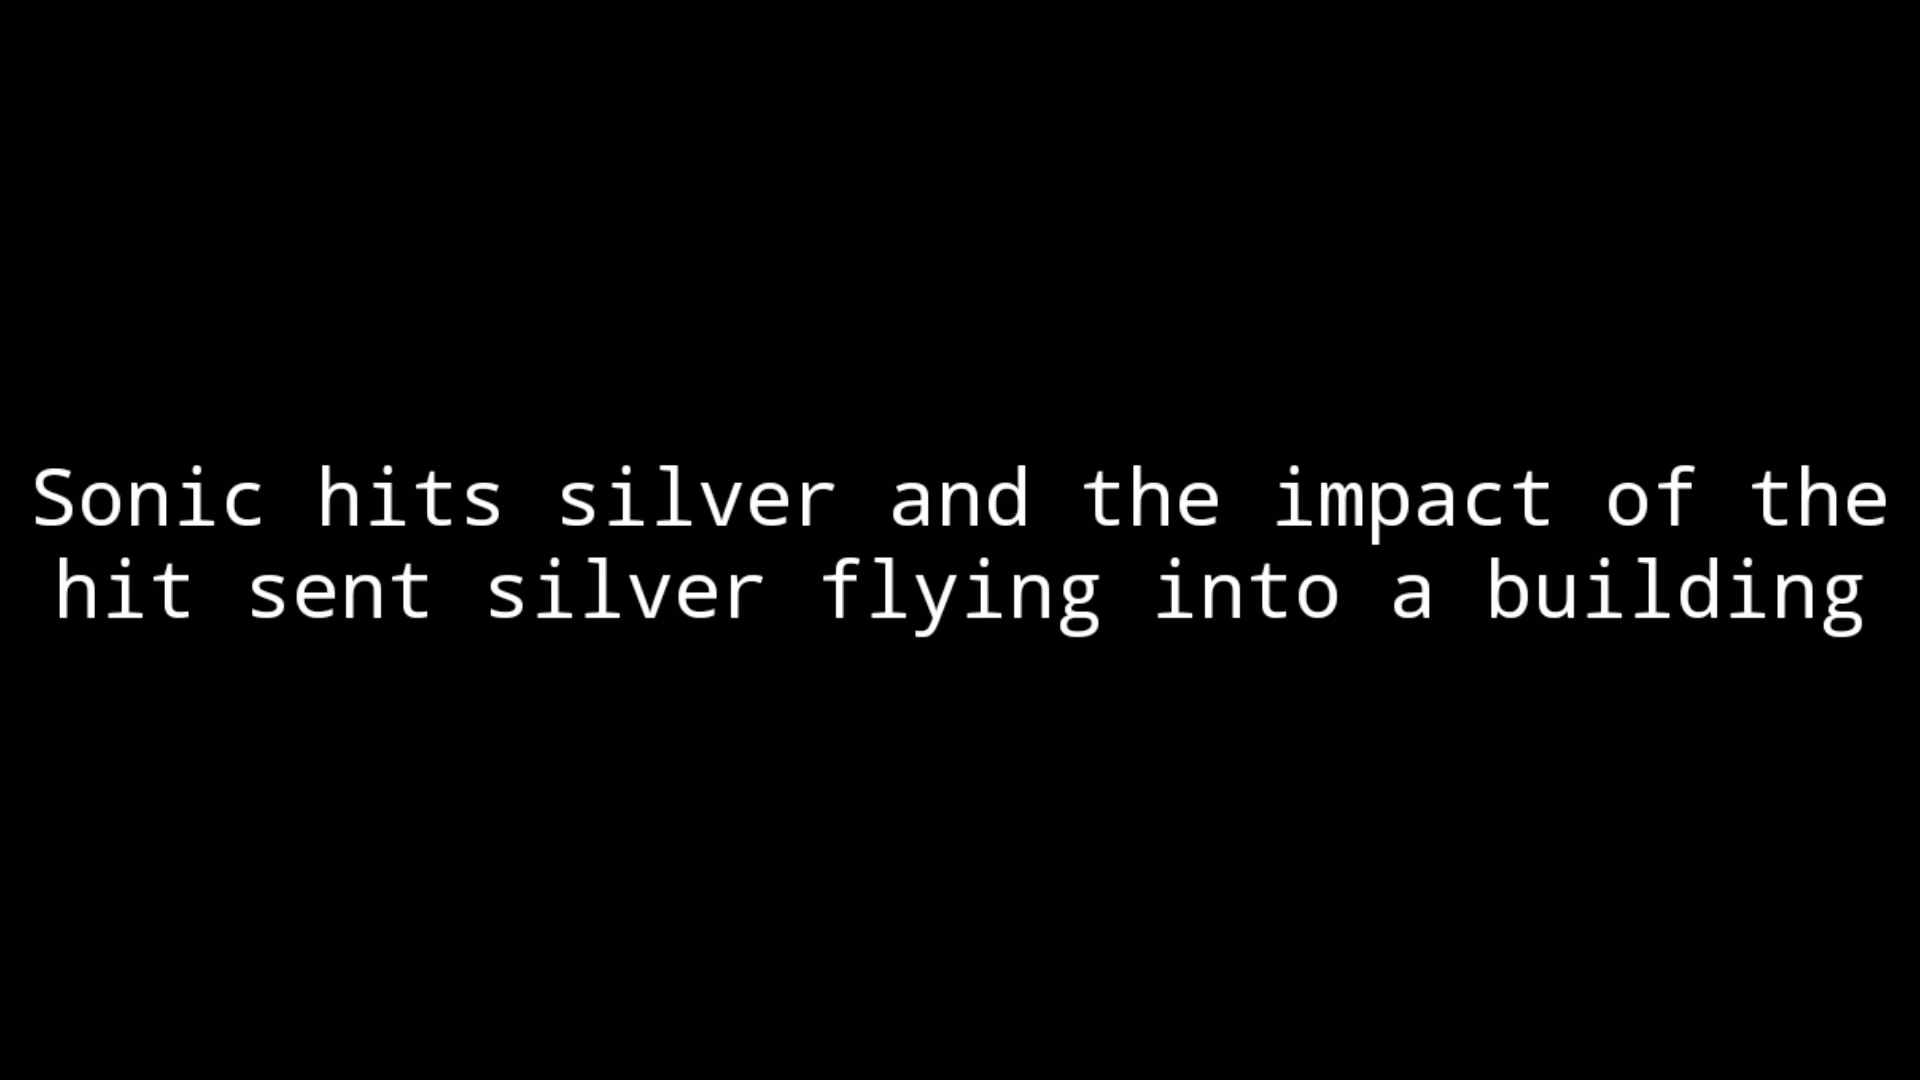 Sonic hits silver and the impact of the
hit sent silver flying into a building